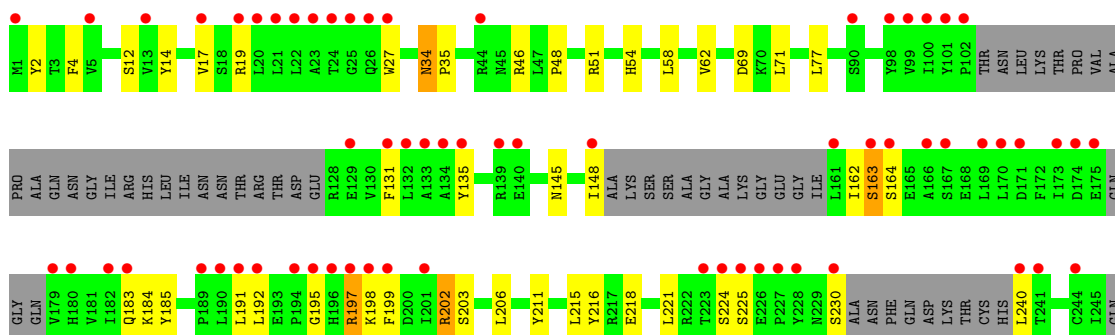 M1 Y2 T3 F4 V5 S12 V13 Y14 V17 S18 R19 L20 L21 L22 A23 T24 G25 Q26 W27 N34 P35 R44 N45 R46 L47 P48 R51 H54 L58 V62 D69 K70 L71 L77 S90 Y98 V99 I100 Y101 P102 THR ASN LEU LYS THR PRO VAL ALA
PRO ALA GLN ASN GLY ILE ARG HIS LEU ILE ASN ASN THR ARG THR ASP GLU R128 E129 V130 F131 L132 A133 A134 Y135 R139 E140 N145 I148 ALA LYS SER SER ALA GLY ALA LYS GLY GLU GLY ILE L161 I162 S163 S164 E165 A166 S167 E168 L169 L170 D171 F172 I173 D174 E175 GLN
GLY GLN V179 H180 V181 I182 Q183 K184 Y185 P189 L190 L191 L192 E193 P194 G195 H196 R197 K198 F199 D200 I201 R202 S203 L206 Y211 L215 Y216 R217 E218 L221 R222 T223 S224 S225 E226 P227 Y228 N229 S230 ALA ASN PHE GLN ASP LYS THR CYS HIS L240 T241 C244 I245 GLN